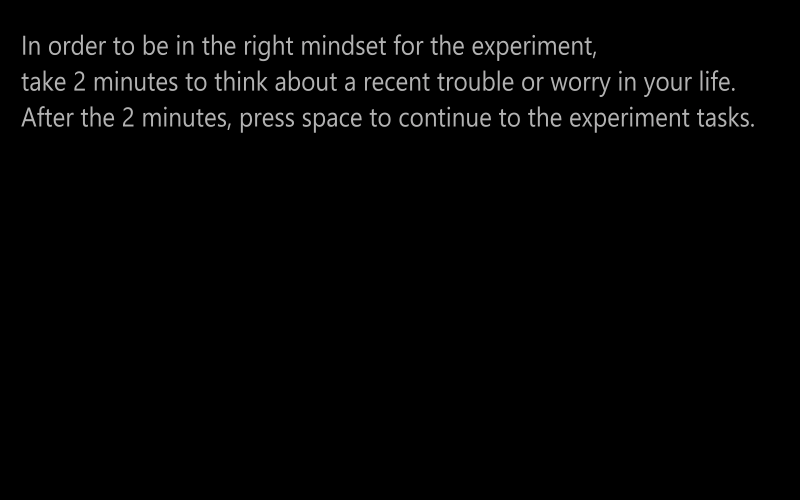 In order to be in the right mindset for the experiment,
take 2 minutes to think about a recent trouble or worry in your life.
After the 2 minutes, press space to continue to the experiment tasks.